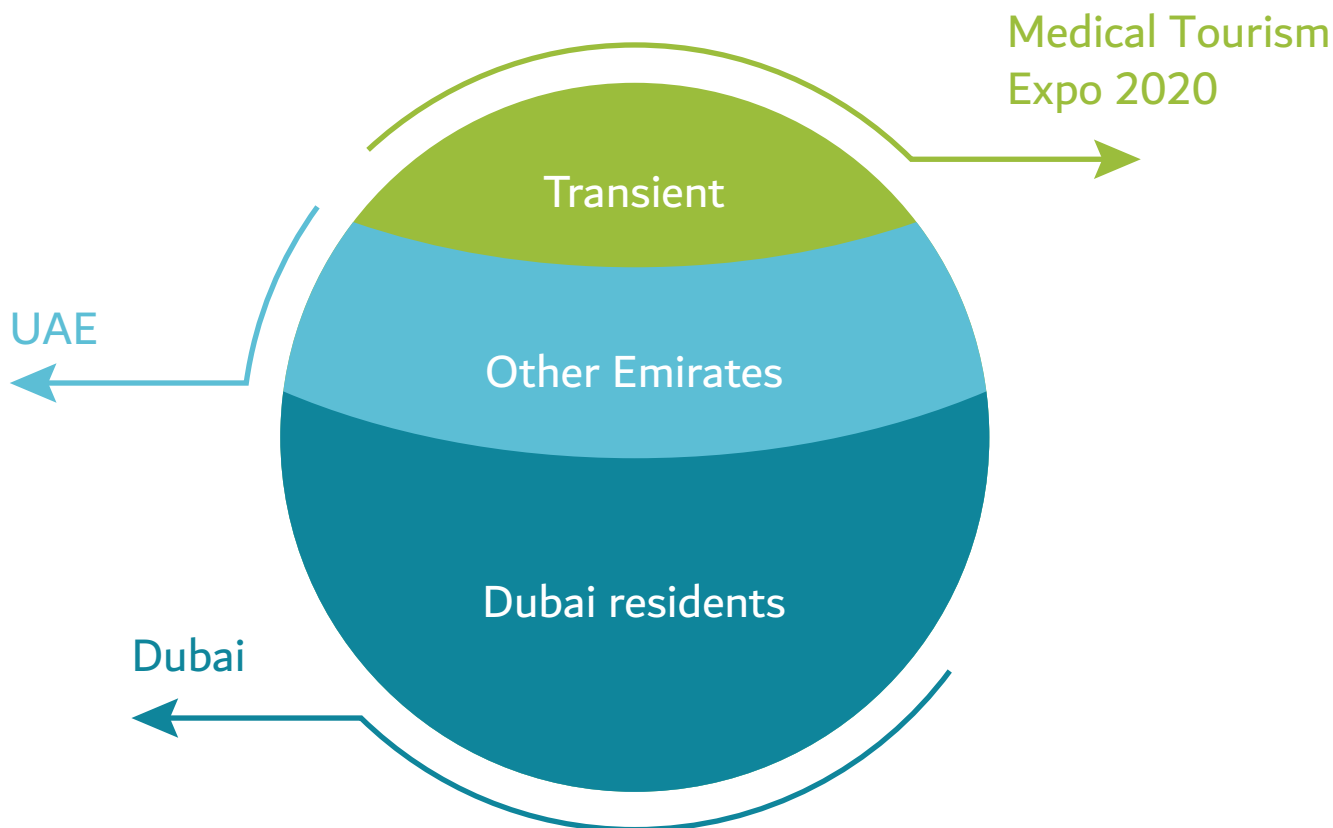 Medical Tourism
Expo 2020
Transient
UAE
Other Emirates
Dubai residents
Dubai